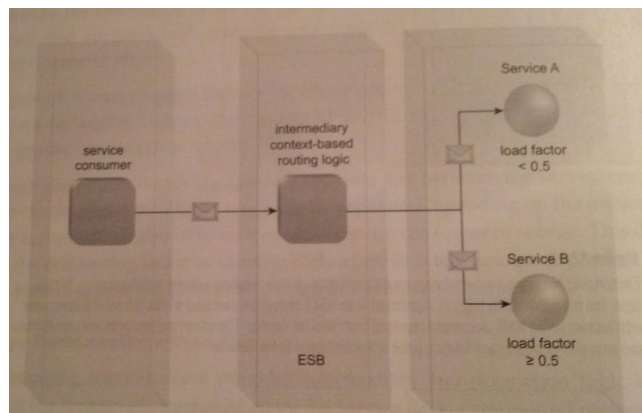 service
consumer
intermediary
context-based
routing logic
ESB
Service A
load factor
< 0.5
Service B
load factor
≥ 0.5